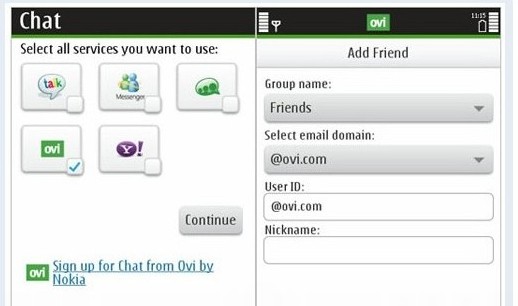 Chat
Select all services you want to use:
talk
Messenger
ovi
Y!
Continue
ovi
Sign up for Chat from Ovi by
Nokia
ovi
11:15
Add Friend
Group name:
Friends
Select email domain:
@ovi.com
User ID:
@ovi.com
Nickname: